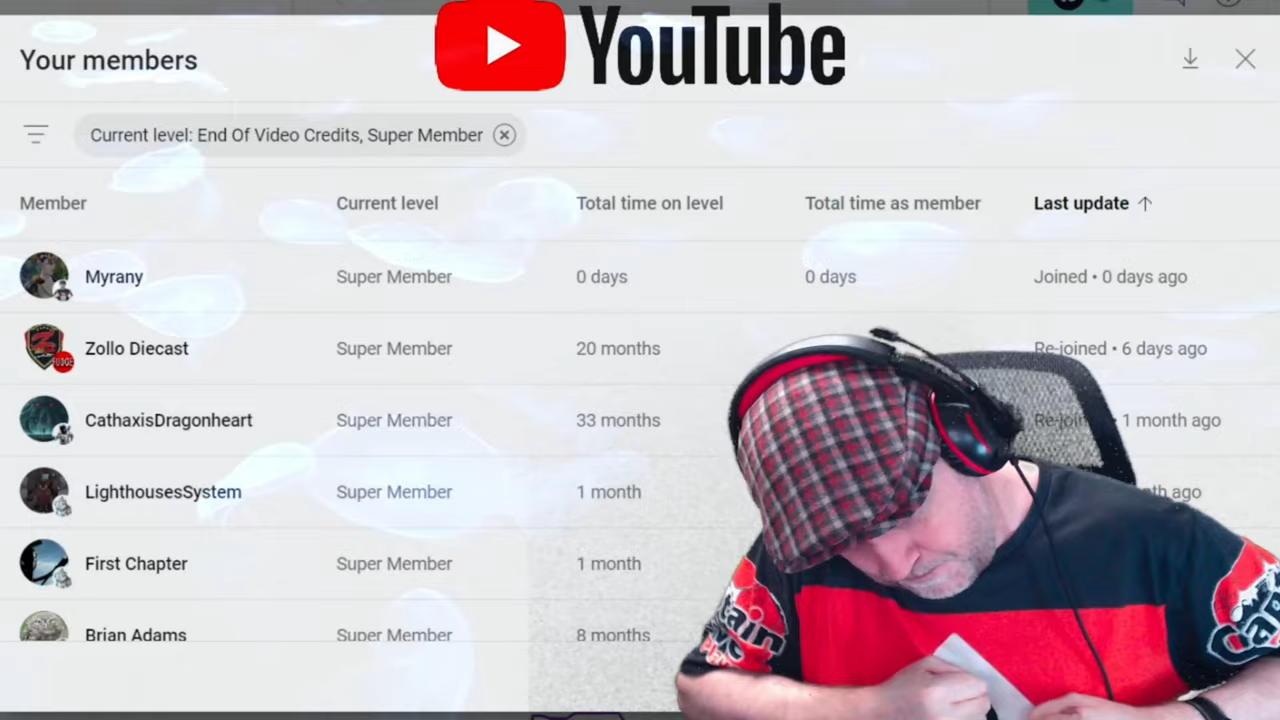 YouTube
Your members
Current level: End Of Video Credits, Super Member
Member Current level Total time on level Total time as member Last update
Myrany Super Member 0 days 0 days Joined • 0 days ago
Zollo Diecast Super Member 20 months Re-joined • 6 days ago
CathaxisDragonheart Super Member 33 months 1 month ago
LighthousesSystem Super Member 1 month ago
First Chapter Super Member 1 month
Brian Adams Super Member 8 months
FUDGE